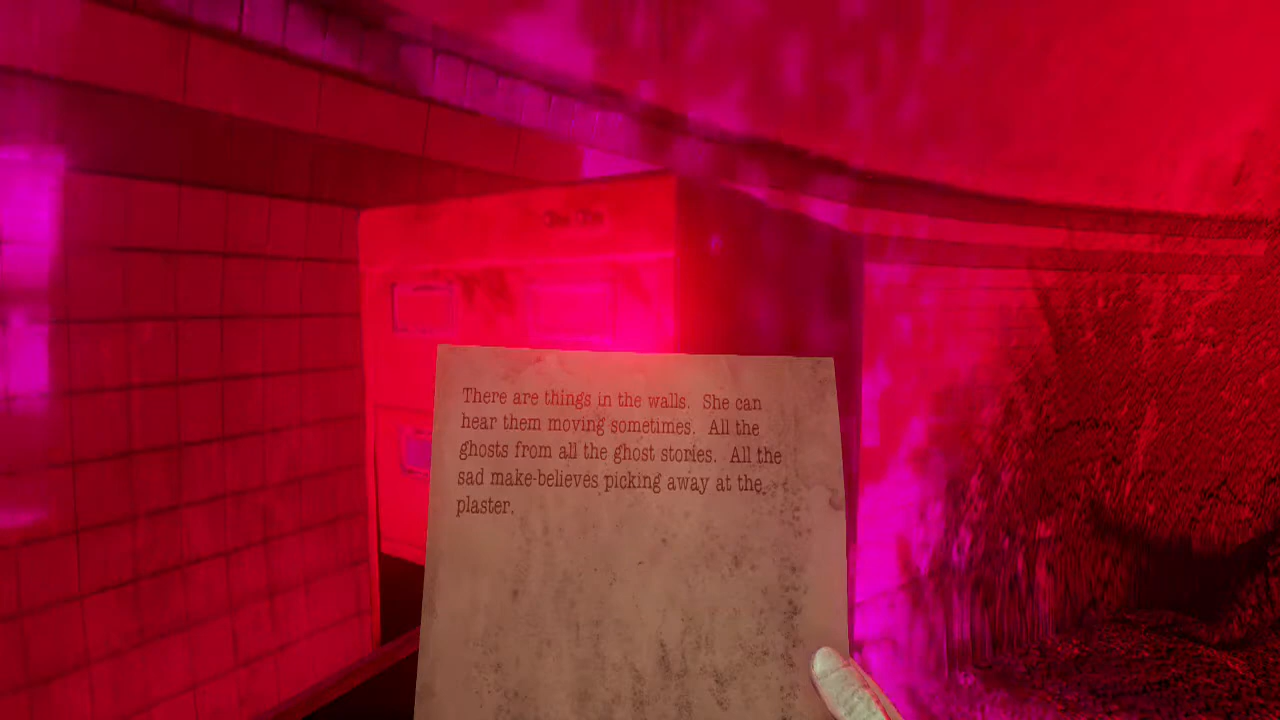 There are things in the walls.  She can
hear them moving sometimes.  All the
ghosts from all the ghost stories.  All the
sad make-believes picking away at the
plaster.